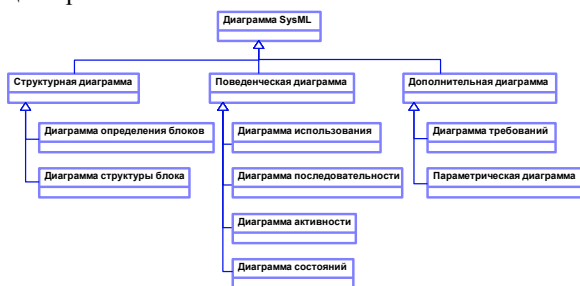 Диаграмма SysML
Структурная диаграмма
Поведенческая диаграмма
Дополнительная диаграмма
Диаграмма определения блоков
Диаграмма использования
Диаграмма требований
Диаграмма структуры блока
Диаграмма последовательности
Параметрическая диаграмма
Диаграмма активности
Диаграмма состояний